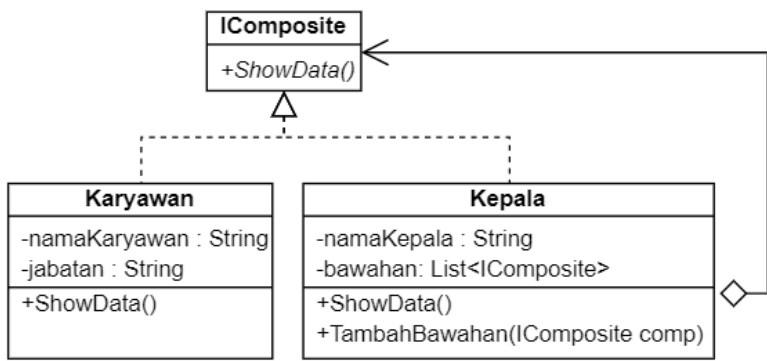 IComposite
+ShowData()
Karyawan
-namaKaryawan : String
-jabatan : String
+ShowData()
Kepala
-namaKepala : String
-bawahan: List<IComposite>
+ShowData()
+TambahBawahan(IComposite comp)